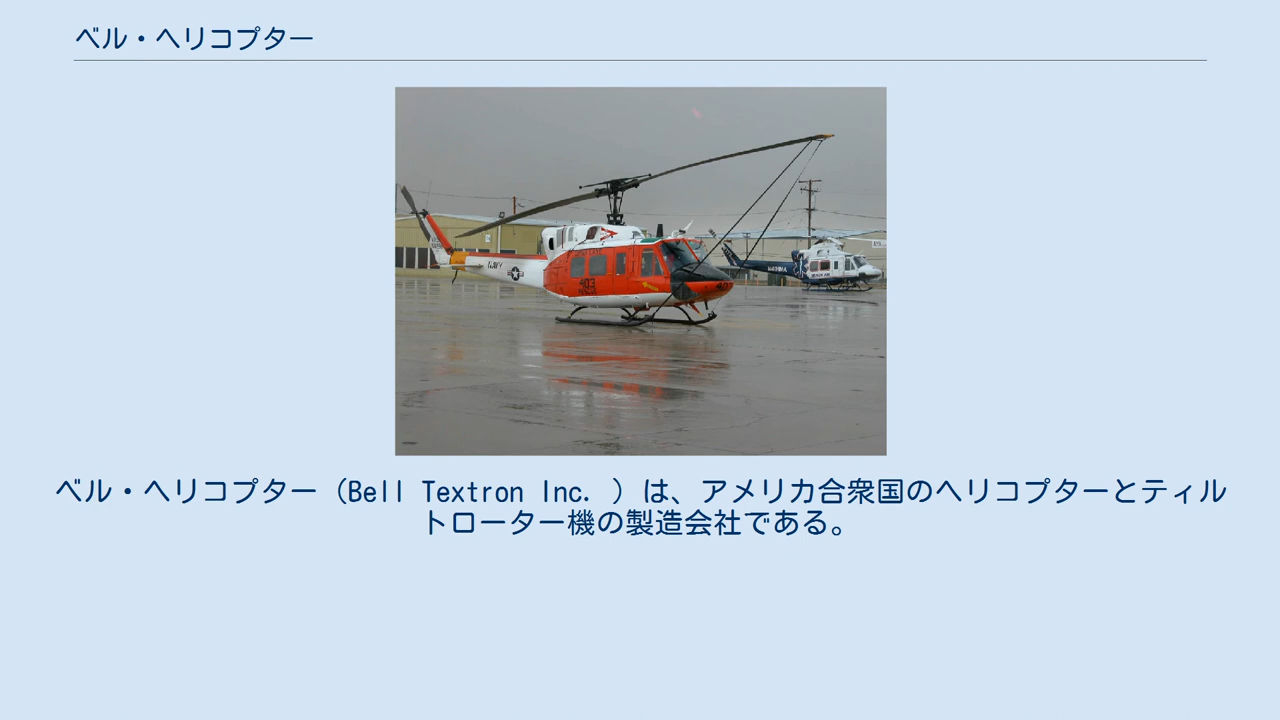 ベル・ヘリコプター
NAVY
403
ベル・ヘリコプター（Bell Textron Inc. ）は、アメリカ合衆国のヘリコプターとティル
トローター機の製造会社である。